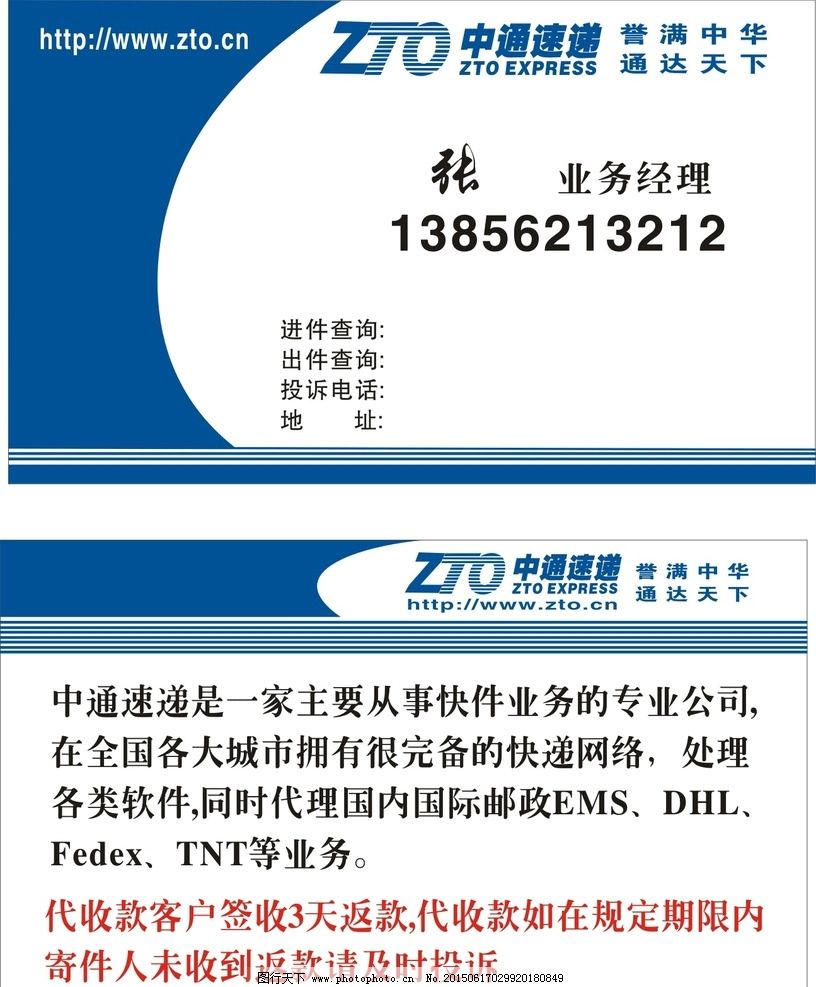 http://www.zto.cn
ZTO 中通速递 誉满中华
ZTO EXPRESS 通达天下
张 业务经理
13856213212
进件查询:
出件查询:
投诉电话:
地 址:
ZTO 中通速递 誉满中华
ZTO EXPRESS 通达天下
http://www.zto.cn
中通速递是一家主要从事快件业务的专业公司,
在全国各大城市拥有很完备的快递网络，处理
各类软件,同时代理国内国际邮政EMS、DHL、
Fedex、TNT等业务。
代收款客户签收3天返款,代收款如在规定期限内
寄件人未收到返款请及时投诉
图行天下 www.photophoto.cn No.20150617029920180849